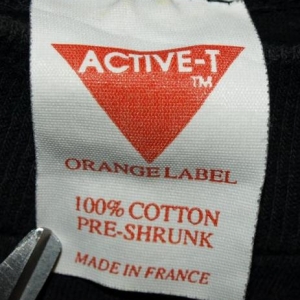 ACTIVE-T
TM
ORANGE LABEL
100% COTTON
PRE-SHRUNK
MADE IN FRANCE